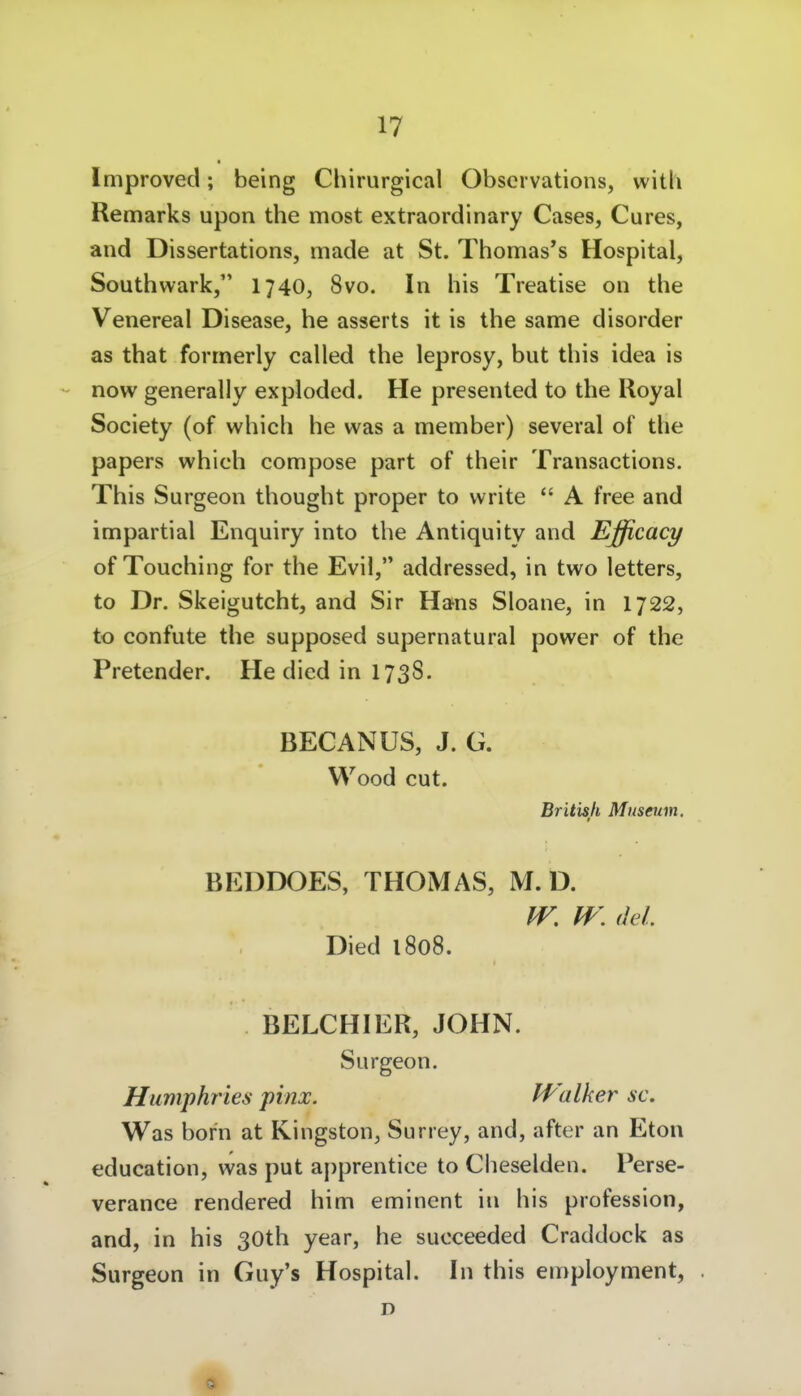 17
Improved; being Chirurgical Observations, with
Remarks upon the most extraordinary Cases, Cures,
and Dissertations, made at St. Thomas's Hospital,
Southwark,” 1740, 8vo. In his Treatise on the
Venereal Disease, he asserts it is the same disorder
as that formerly called the leprosy, but this idea is
now generally exploded. He presented to the Royal
Society (of which he was a member) several of the
papers which compose part of their Transactions.
This Surgeon thought proper to write “ A free and
impartial Enquiry into the Antiquity and Efficacy
of Touching for the Evil,” addressed, in two letters,
to Dr. Skeigutcht, and Sir Hans Sloane, in 1722,
to confute the supposed supernatural power of the
Pretender. He died in 1738.
BECANUS, J. G.
Wood cut.
British Museum.
BEDDOES, THOMAS, M. D.
W. W. del.
Died 1808.
BELCHIER, JOHN.
Surgeon.
Humphries pinx. Walker sc.
Was born at Kingston, Surrey, and, after an Eton
education, was put apprentice to Cheselden. Perse-
verance rendered him eminent in his profession,
and, in his 30th year, he succeeded Craddock as
Surgeon in Guy's Hospital. In this employment,
D